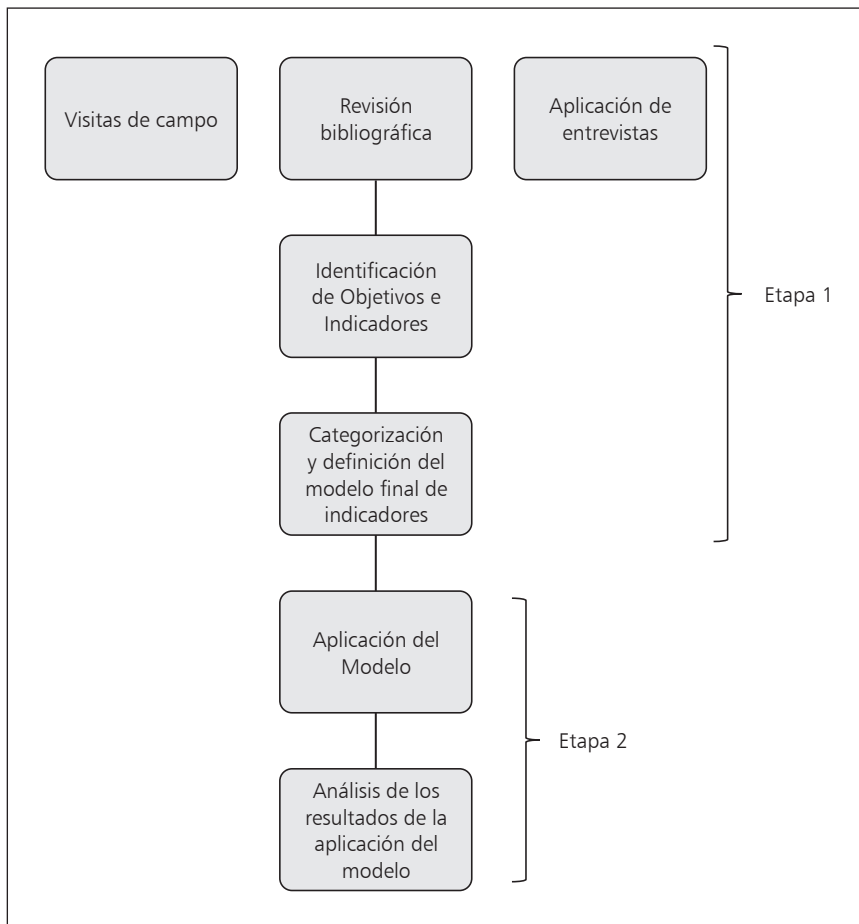 Visitas de campo
Revisión
bibliográfica
Aplicación de
entrevistas
Identificación
de Objetivos e
Indicadores
Categorización
y definición del
modelo final de
indicadores
Etapa 1
Aplicación del
Modelo
Análisis de los
resultados de la
aplicación del
modelo
Etapa 2